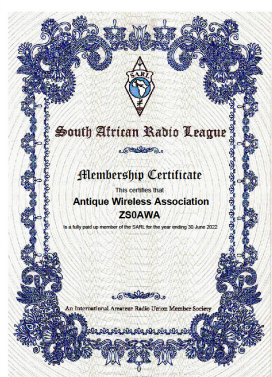 SARL
South African Radio League
Membership Certificate
This certifies that
Antique Wireless Association
ZS0AWA
Is a fully paid up member of the SARL for the year ending 30 June 2022
An International Amateur Radio Union Member Society